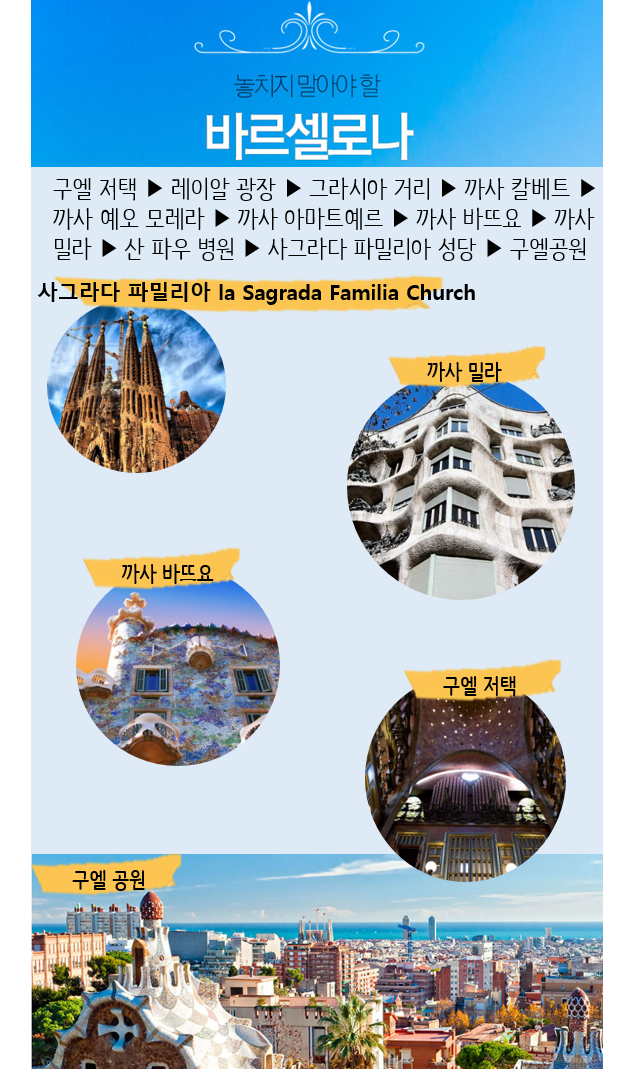 놓치지 말아야 할
바르셀로나
구엘 저택 ▶ 레이알 광장 ▶ 그라시아 거리 ▶ 까사 칼베트 ▶
까사 예오 모레라 ▶ 까사 아마트예르 ▶ 까사 바뜨요 ▶ 까사
밀라 ▶ 산 파우 병원 ▶ 사그라다 파밀리아 성당 ▶ 구엘공원
사그라다 파밀리아 la Sagrada Familia Church
까사 밀라
까사 바뜨요
구엘 저택
구엘 공원